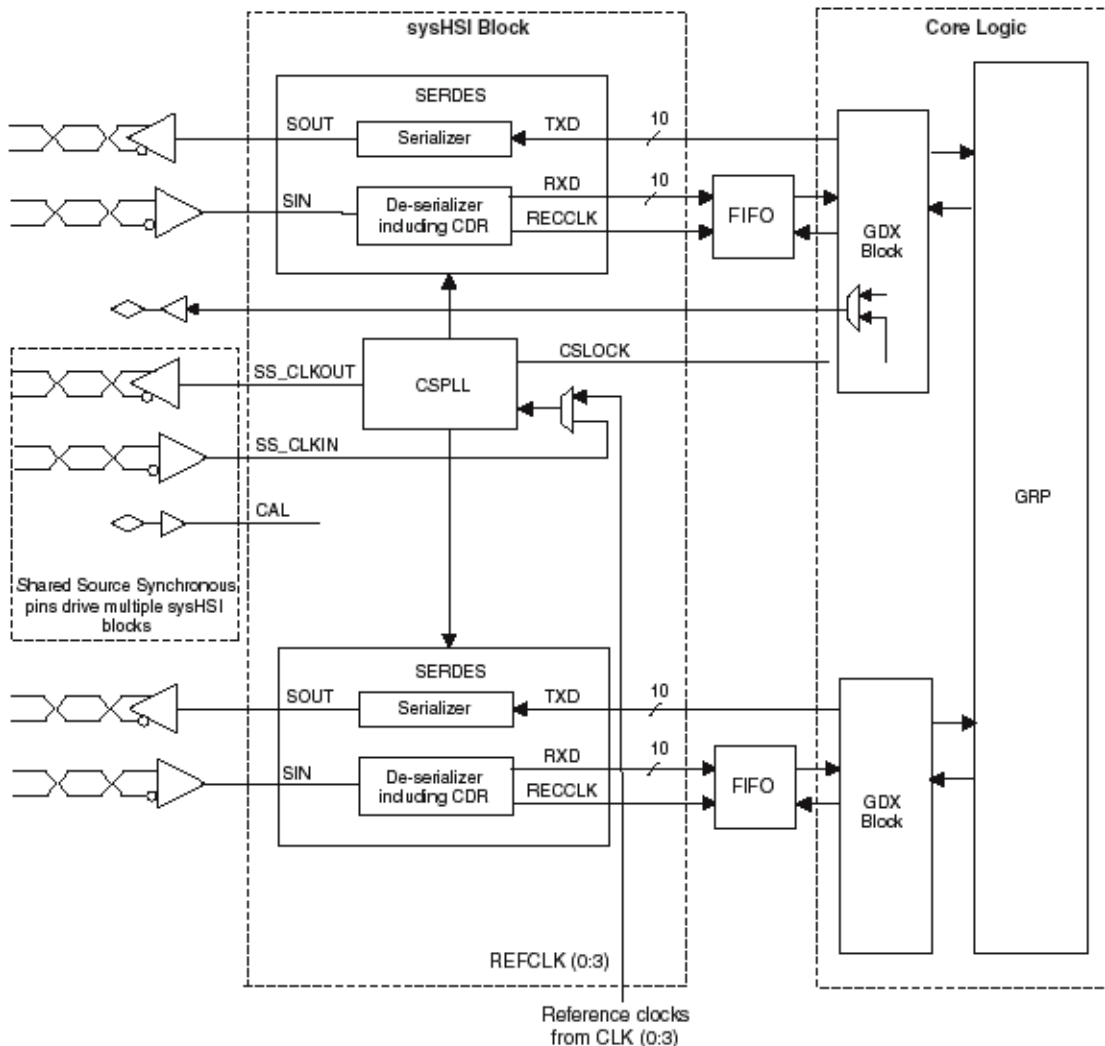 sysHSI Block
Core Logic
SERDES
SOUT
Serializer
TXD
10
SIN
De-serializer
including CDR
RXD
10
RECCLK
FIFO
GDX
Block
CSLOCK
SS_CLKOUT
CSPLL
SS_CLKIN
CAL
GRP
Shared Source Synchronous
pins drive multiple sysHSI
blocks
SERDES
SOUT
Serializer
TXD
10
SIN
De-serializer
including CDR
RXD
10
RECCLK
FIFO
GDX
Block
REFCLK (0:3)
Reference clocks
from CLK (0:3)